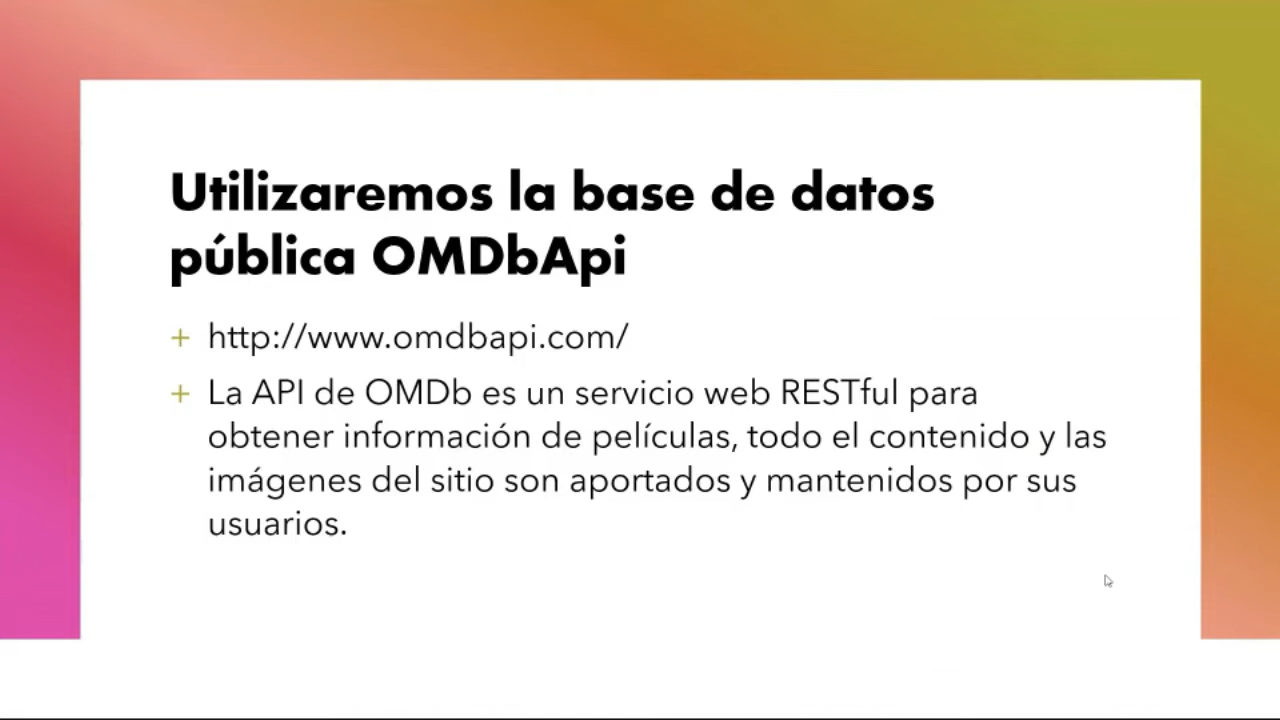 Utilizaremos la base de datos
pública OMDbApi
+ http://www.omdbapi.com/
+ La API de OMDb es un servicio web RESTful para
obtener información de películas, todo el contenido y las
imágenes del sitio son aportados y mantenidos por sus
usuarios.